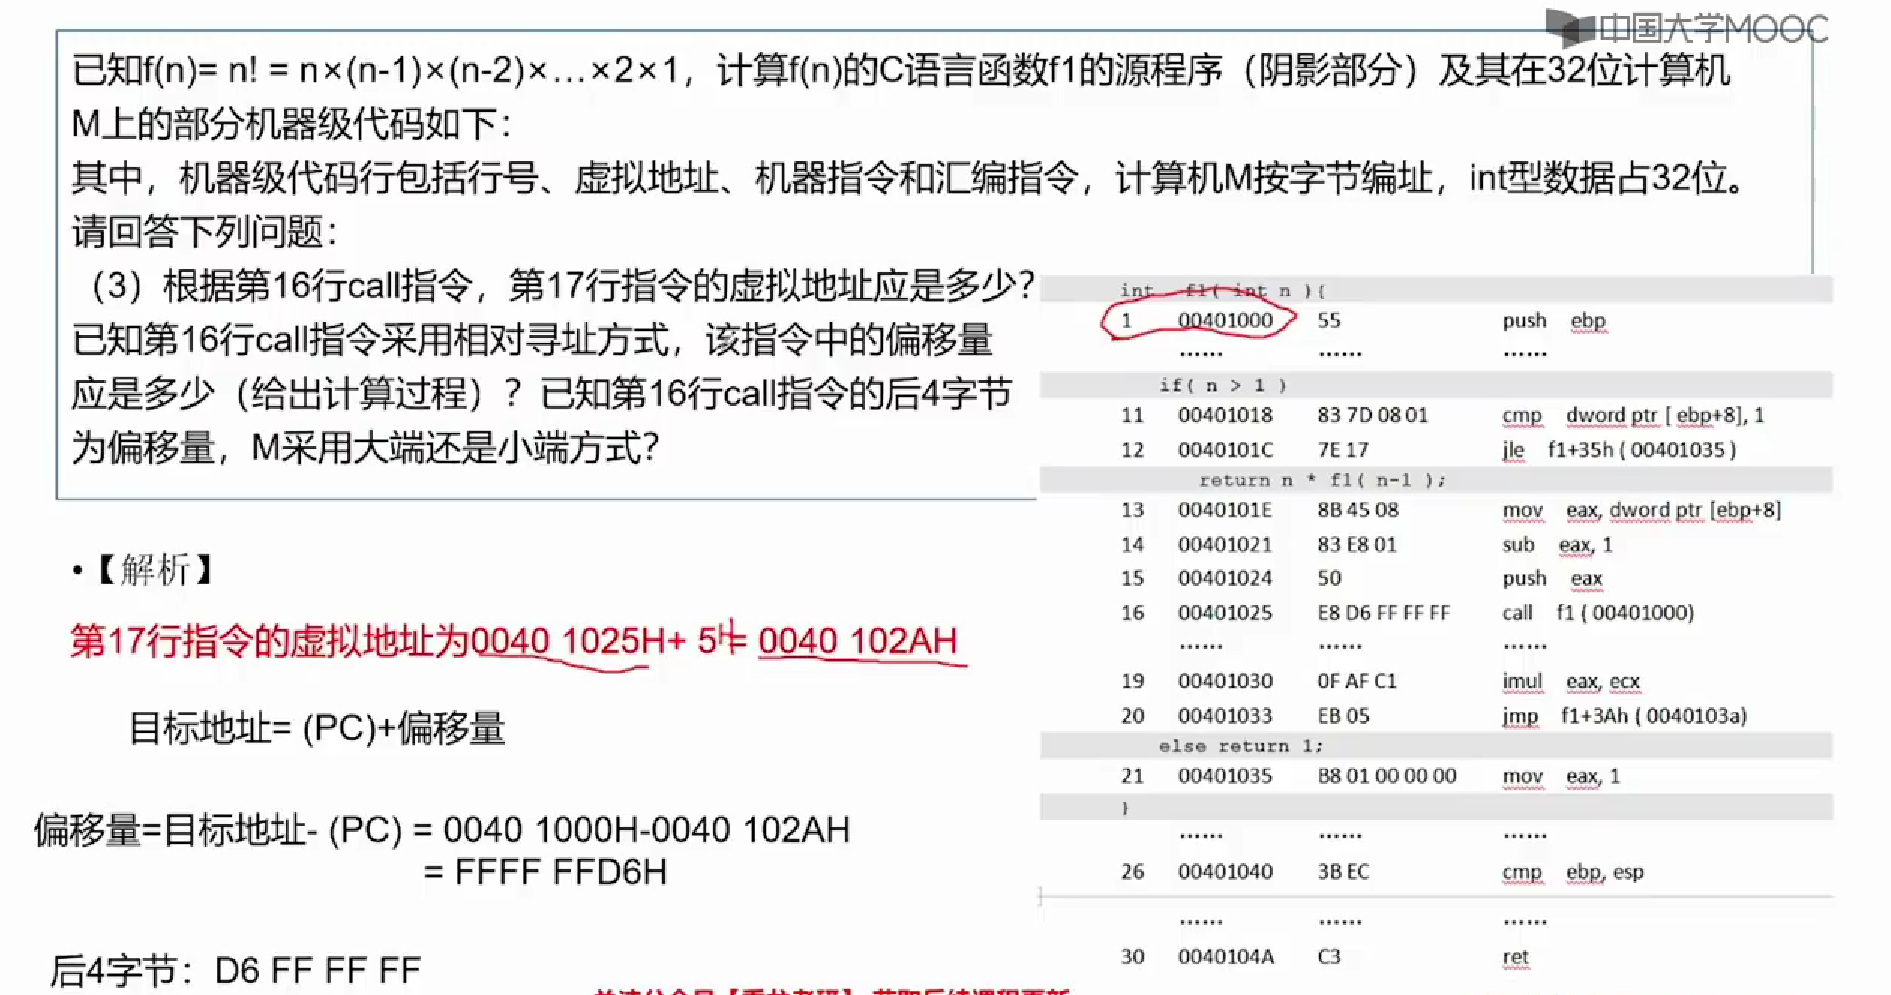 中国大学MOOC
已知f(n)= n! = n×(n-1)×(n-2)×…×2×1，计算f(n)的C语言函数f1的源程序（阴影部分）及其在32位计算机
M上的部分机器级代码如下：
其中，机器级代码行包括行号、虚拟地址、机器指令和汇编指令，计算机M按字节编址，int型数据占32位。
请回答下列问题：
（3）根据第16行call指令，第17行指令的虚拟地址应是多少？
已知第16行call指令采用相对寻址方式，该指令中的偏移量
应是多少（给出计算过程）？已知第16行call指令的后4字节
为偏移量，M采用大端还是小端方式？
int f1( int n ){
1 00401000 55 push ebp
…… …… ……
if( n > 1 )
11 00401018 83 7D 08 01 cmp dword ptr [ ebp+8], 1
12 0040101C 7E 17 jle f1+35h ( 00401035 )
return n * f1( n-1 );
13 0040101E 8B 45 08 mov eax, dword ptr [ebp+8]
14 00401021 83 E8 01 sub eax, 1
15 00401024 50 push eax
16 00401025 E8 D6 FF FF FF call f1 ( 00401000)
…… …… ……
19 00401030 0F AF C1 imul eax, ecx
20 00401033 EB 05 jmp f1+3Ah ( 0040103a)
else return 1;
21 00401035 B8 01 00 00 00 mov eax, 1
}
…… …… ……
26 00401040 3B EC cmp ebp, esp
…… …… ……
30 0040104A C3 ret
•【解析】
第17行指令的虚拟地址为0040 1025H+ 5H= 0040 102AH
目标地址= (PC)+偏移量
偏移量=目标地址- (PC) = 0040 1000H-0040 102AH
= FFFF FFD6H
后4字节：D6 FF FF FF